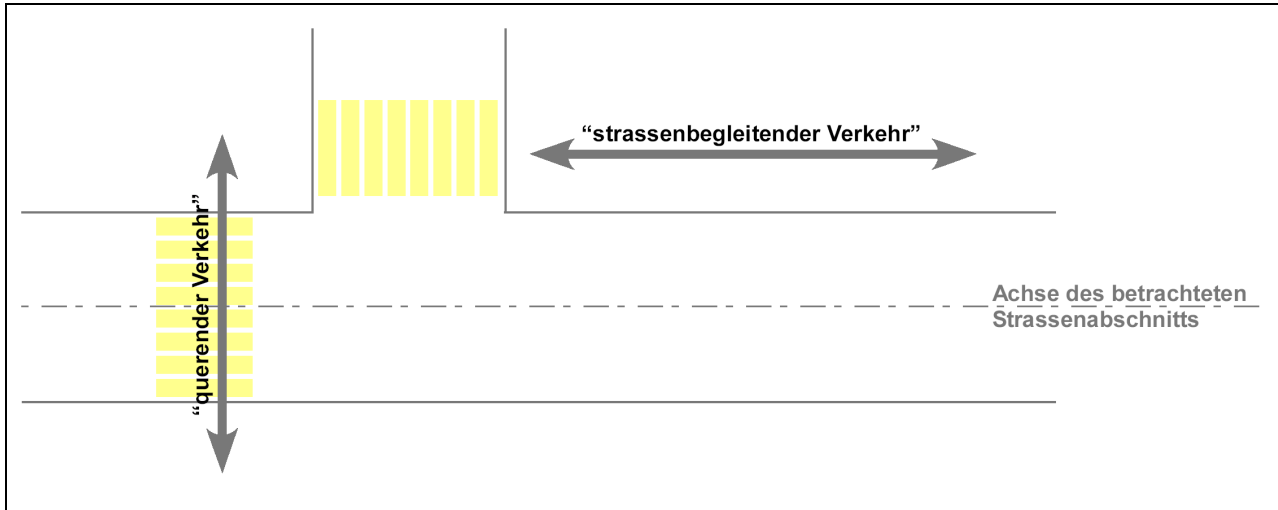 “strassenbegleitender Verkehr”
“querender Verkehr”
Achse des betrachteten
Strassenabschnitts